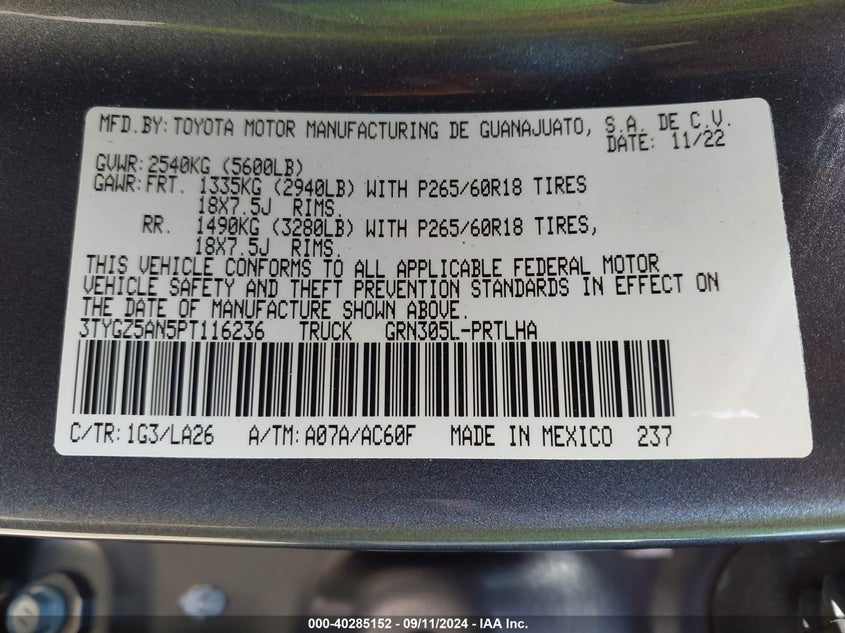 MFD.BY: TOYOTA MOTOR MANUFACTURING DE GUANAJUATO, S.A. DE C.V.
DATE: 11/22
GVWR: 2540KG (5600LB)
GAWR: FRT. 1335KG (2940LB) WITH P265/60R18 TIRES
18X7.5J RIMS.
RR. 1490KG (3280LB) WITH P265/60R18 TIRES,
18X7.5J RIMS.
THIS VEHICLE CONFORMS TO ALL APPLICABLE FEDERAL MOTOR
VEHICLE SAFETY AND THEFT PREVENTION STANDARDS IN EFFECT ON
THE DATE OF MANUFACTURE SHOWN ABOVE.
3TYGZ5AN5PT116236 TRUCK GRN305L-PRTLHA
C/TR: 1G3/LA26 A/TM: A07A/AC60F MADE IN MEXICO 237
000-40285152 - 09/11/2024 - IAA Inc.